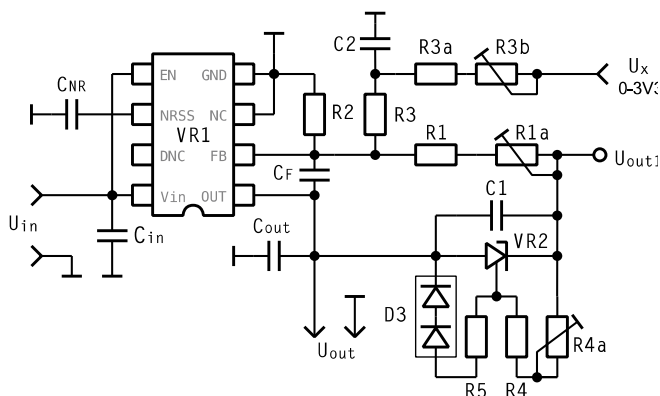 C2
R3a
R3b
Ux
0-3V3
CNR
EN
GND
NRSS
NC
VR1
DNC
FB
Vin
OUT
R2
R3
R1
R1a
Uout1
CF
Uin
Cin
Cout
C1
VR2
D3
Uout
R5
R4
R4a